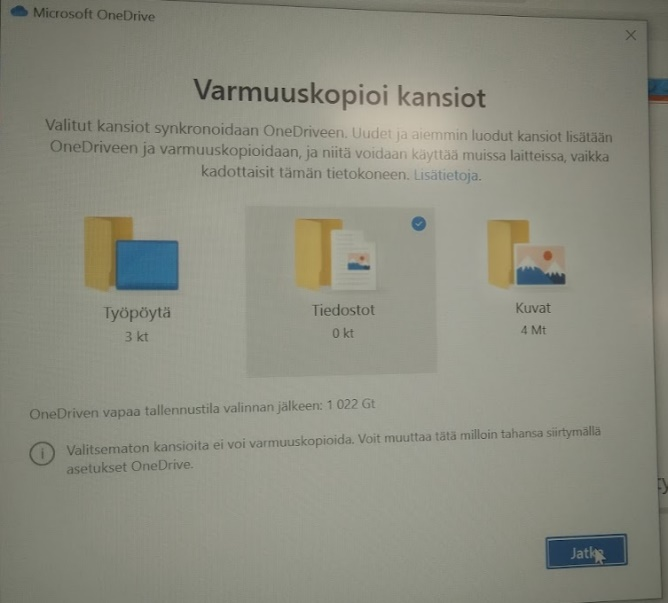 Microsoft OneDrive
Varmuuskopioi kansiot
Valitut kansiot synkronoidaan OneDriveen. Uudet ja aiemmin luodut kansiot lisätään
OneDriveen ja varmuuskopioidaan, ja niitä voidaan käyttää muissa laitteissa, vaikka
kadottaisit tämän tietokoneen. Lisätietoja.
Työpöytä
3 kt
Tiedostot
0 kt
Kuvat
4 Mt
OneDriven vapaa tallennustila valinnan jälkeen: 1 022 Gt
Valitsematon kansioita ei voi varmuuskopioida. Voit muuttaa tätä milloin tahansa siirtymällä
asetukset OneDrive.
Jatka